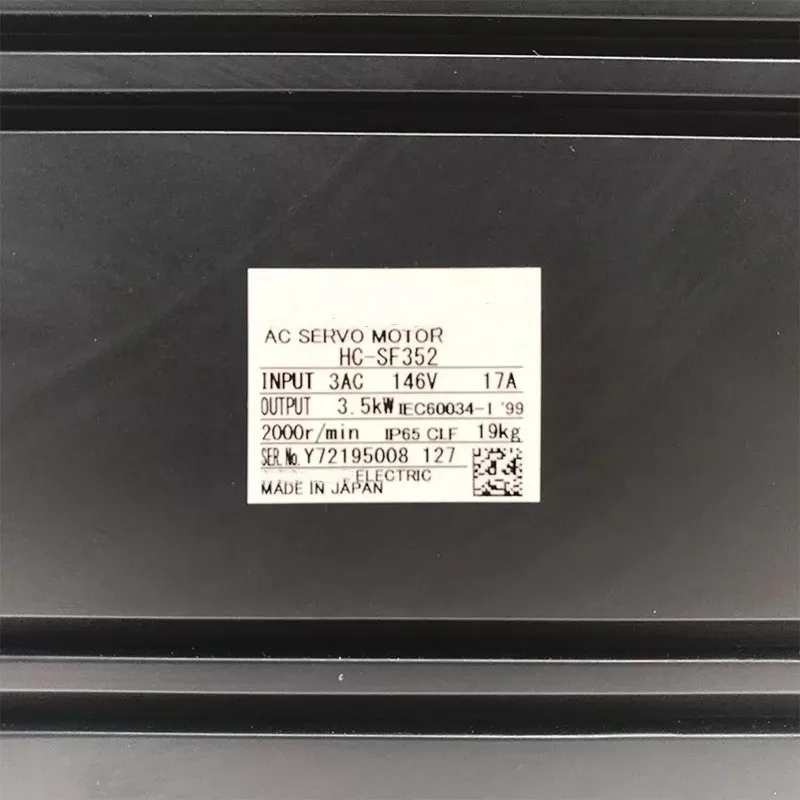 AC SERVO MOTOR
HC-SF352
INPUT 3AC 146V 17A
OUTPUT 3.5kW IEC60034-1 '99
2000r/min IP65 CLF 19kg
SER.No.Y72195008 127
ELECTRIC
MADE IN JAPAN